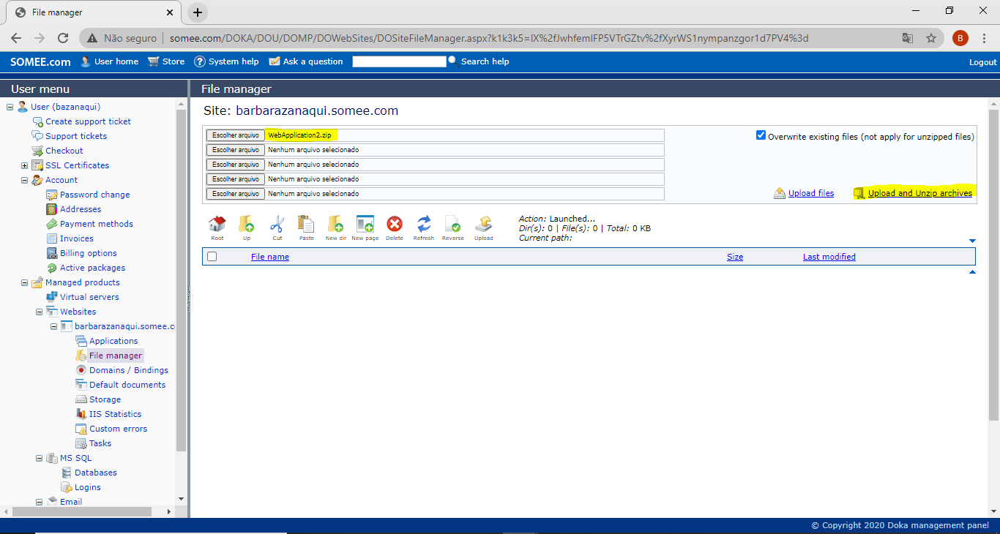 File manager
Não seguro | somee.com/DOKA/DOU/DOMP/DOWebSites/DOSiteFileManager.aspx?k1k3k5=IX%2fJwhfemIFP5VTrGZtv%2fXyrWS1nympanzgor1d7PV4%3d
B
SOMEE.com User home Store System help Ask a question Search help Logout
User menu
User (bazanaqui)
Create support ticket
Support tickets
Checkout
SSL Certificates
Account
Password change
Addresses
Payment methods
Invoices
Billing options
Active packages
Managed products
Virtual servers
Websites
barbarazanaqui.somee.c
Applications
File manager
Domains / Bindings
Default documents
Storage
IIS Statistics
Custom errors
Tasks
MS SQL
Databases
Logins
Email
File manager
Site: barbarazanaqui.somee.com
Escolher arquivo WebApplication2.zip
Escolher arquivo Nenhum arquivo selecionado
Escolher arquivo Nenhum arquivo selecionado
Escolher arquivo Nenhum arquivo selecionado
Escolher arquivo Nenhum arquivo selecionado
Overwrite existing files (not apply for unzipped files)
Upload files Upload and Unzip archives
Root Up Cut Paste New dir New page Delete Refresh Reverse Upload
Action: Launched...
Dir(s): 0 | File(s): 0 | Total: 0 KB
Current path:
File name Size Last modified
© Copyright 2020 Doka management panel